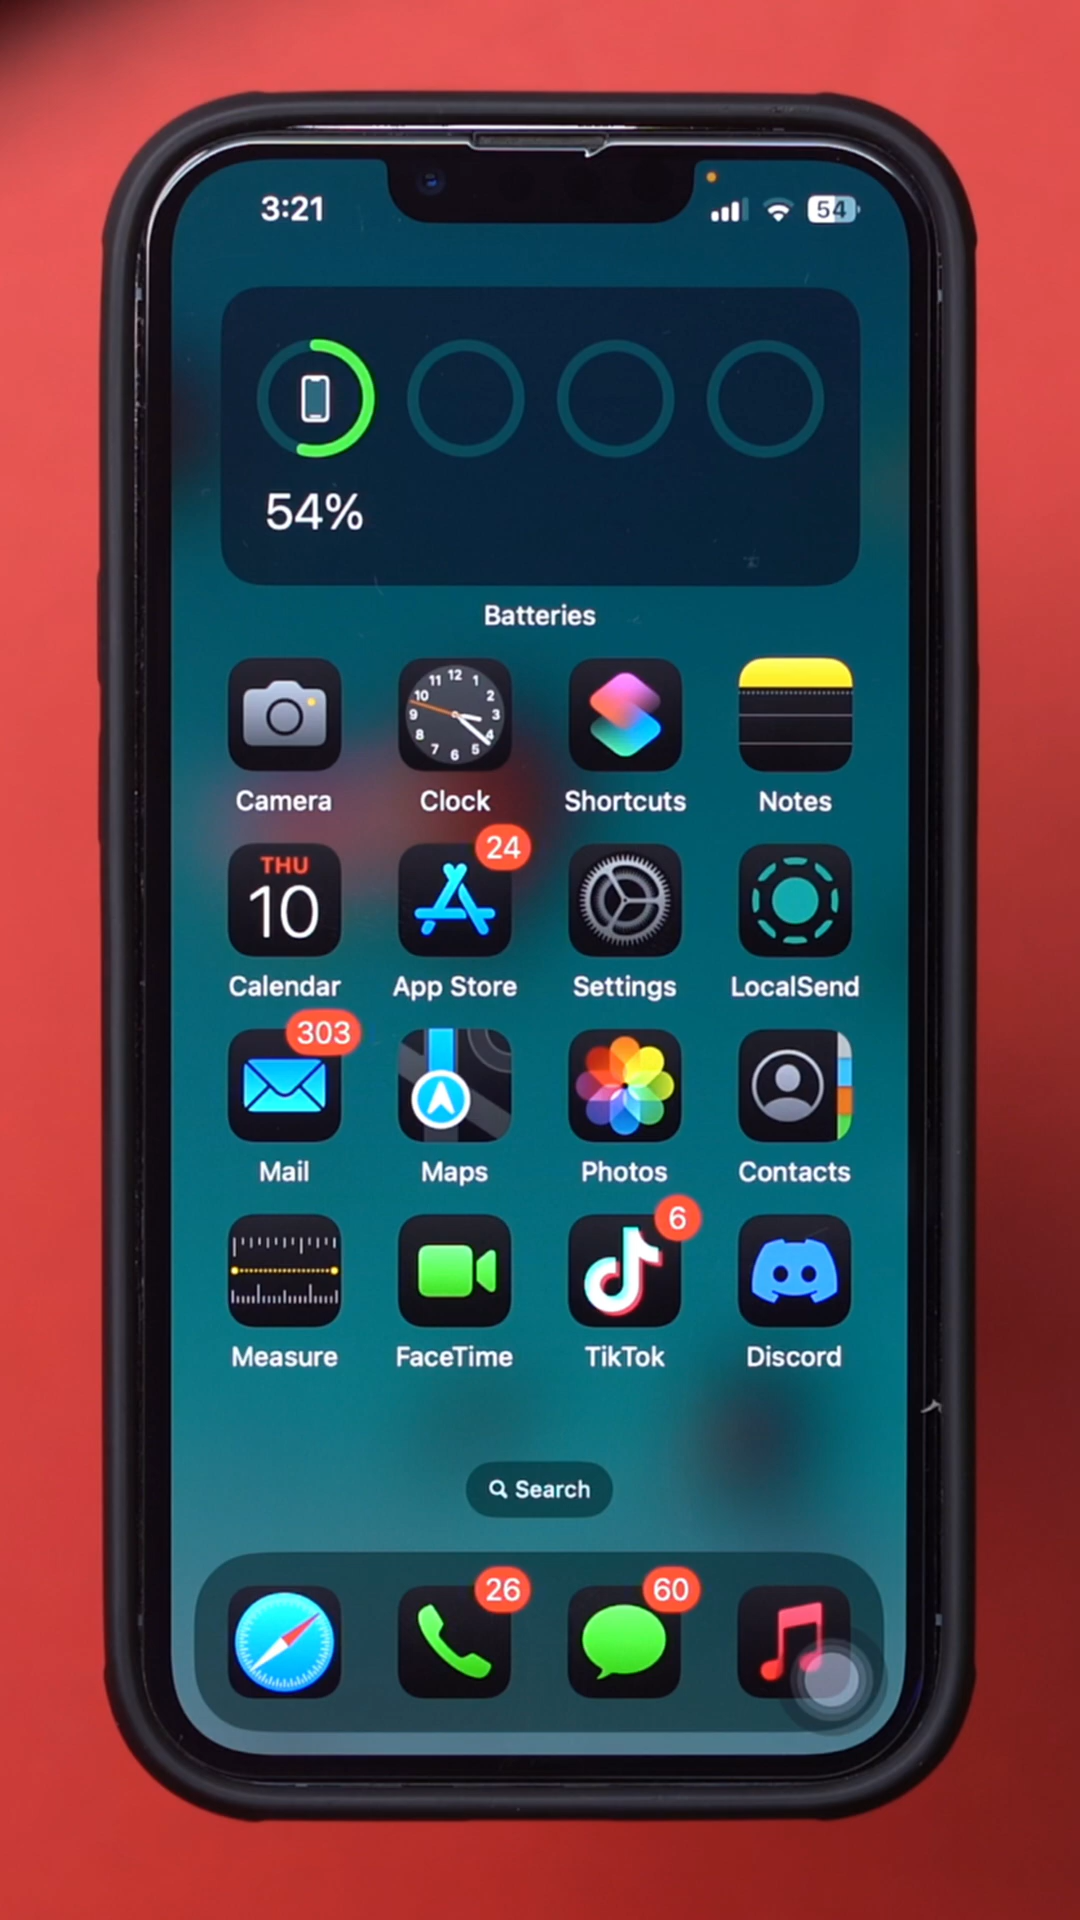 3:21
54
54%
Batteries
Camera Clock Shortcuts Notes
24
THU
10
Calendar App Store Settings LocalSend
303
Mail Maps Photos Contacts
6
Measure FaceTime TikTok Discord
Search
26 60